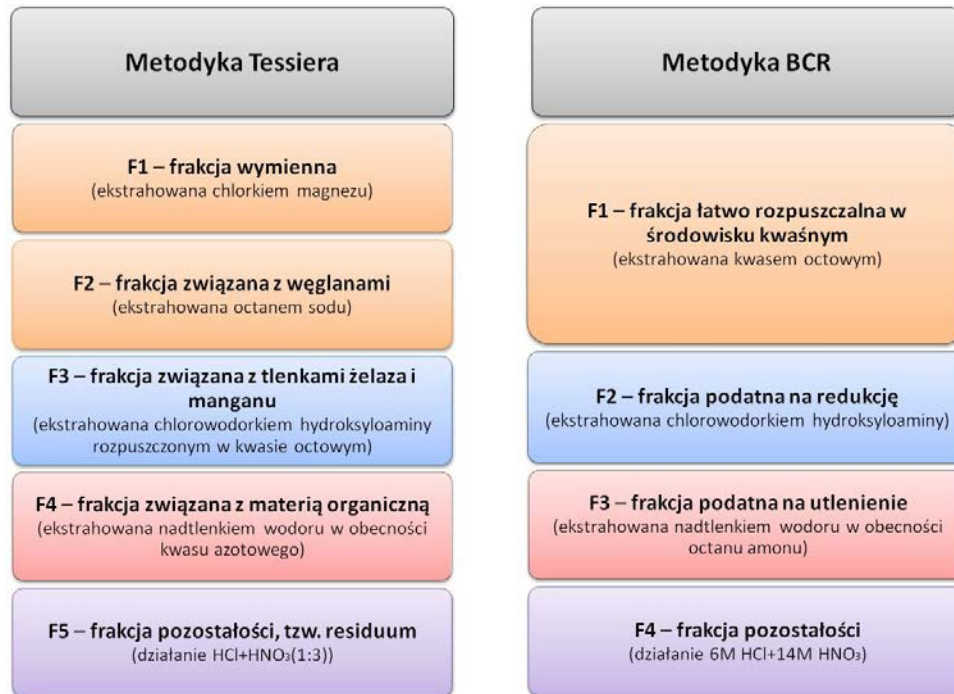 Metodyka Tessiera
F1 – frakcja wymienna
(ekstrahowana chlorkiem magnezu)
F2 – frakcja związana z węglanami
(ekstrahowana octanem sodu)
F3 – frakcja związana z tlenkami żelaza i
manganu
(ekstrahowana chlorowodorkiem hydroksyloaminy
rozpuszczonym w kwasie octowym)
F4 – frakcja związana z materią organiczną
(ekstrahowana nadtlenkiem wodoru w obecności
kwasu azotowego)
F5 – frakcja pozostałości, tzw. residuum
(działanie HCl+HNO₃(1:3))
Metodyka BCR
F1 – frakcja łatwo rozpuszczalna w
środowisku kwaśnym
(ekstrahowana kwasem octowym)
F2 – frakcja podatna na redukcję
(ekstrahowana chlorowodorkiem hydroksyloaminy)
F3 – frakcja podatna na utlenienie
(ekstrahowana nadtlenkiem wodoru w obecności
octanu amonu)
F4 – frakcja pozostałości
(działanie 6M HCl+14M HNO₃)